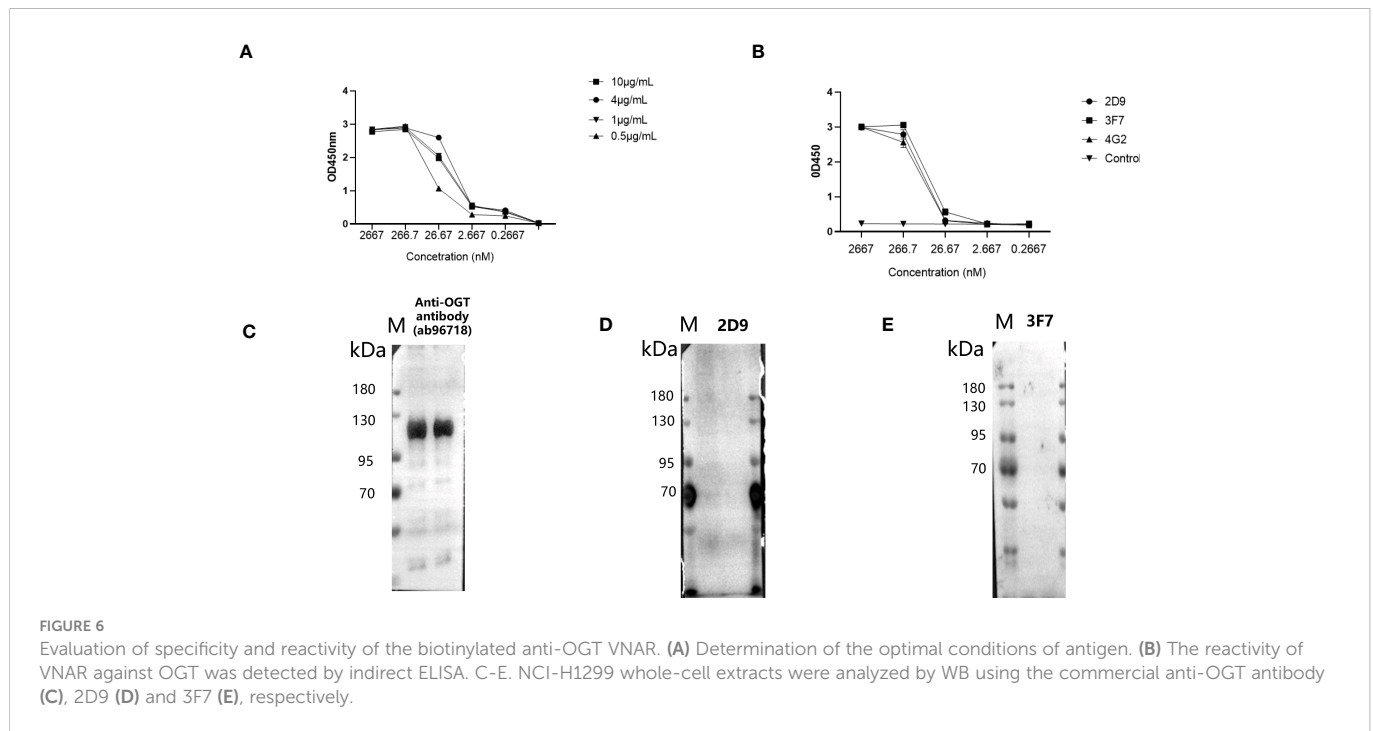 A
B
4
3
2
1
0
OD450nm
2667
266.7
26.67
2.667
0.2667
Concetration (nM)
10µg/mL
4µg/mL
1µg/mL
0.5µg/mL
4
3
2
1
0
0D450
2667
266.7
26.67
2.667
0.2667
Concentration (nM)
2D9
3F7
4G2
Control
C
M
Anti-OGT
antibody
(ab96718)
kDa
180
130
95
70
D
M 2D9
kDa
180
130
95
70
E
M 3F7
kDa
180
130
95
70
FIGURE 6
Evaluation of specificity and reactivity of the biotinylated anti-OGT VNAR. (A) Determination of the optimal conditions of antigen. (B) The reactivity of
VNAR against OGT was detected by indirect ELISA. C-E. NCI-H1299 whole-cell extracts were analyzed by WB using the commercial anti-OGT antibody
(C), 2D9 (D) and 3F7 (E), respectively.